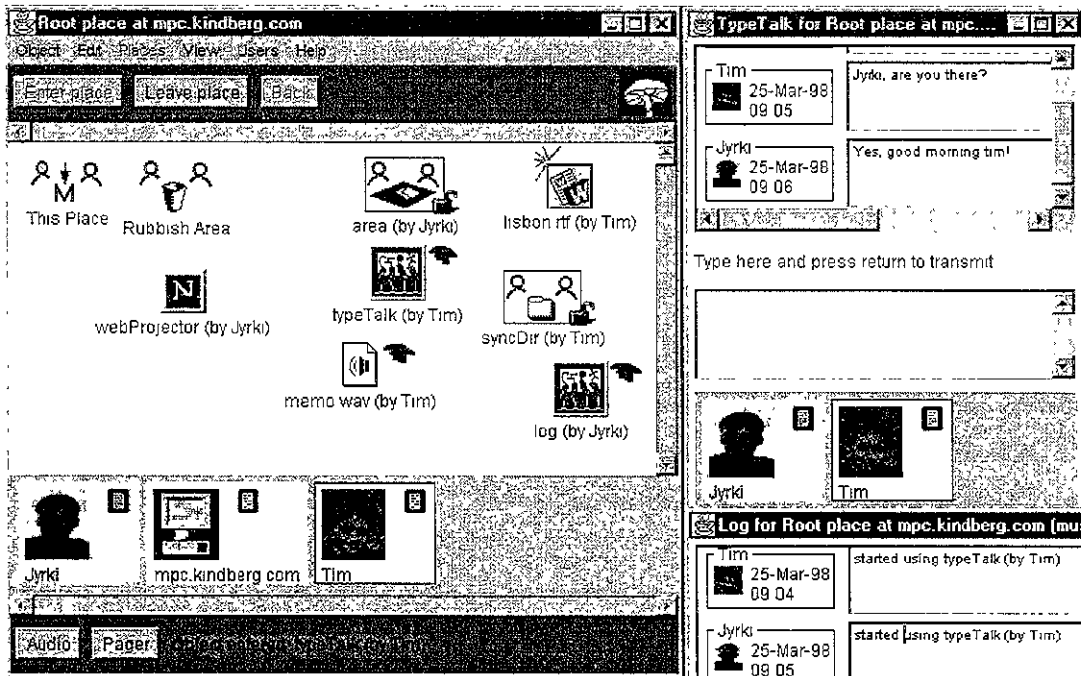 Root place at mpc.kindberg.com
Object Edit Places View Users Help
Enter place Leave place Back
This Place
Rubbish Area
area (by Jyrki)
lisbon rtf (by Tim)
webProjector (by Jyrki)
typeTalk (by Tim)
syncDir (by Tim)
memo wav (by Tim)
log (by Jyrki)
Jyrki
mpc.kindberg com
Tim
Audio Pager
TypeTalk for Root place at mpc....
Tim
25-Mar-98
09 05
Jyrki, are you there?
Jyrki
25-Mar-98
09 06
Yes, good morning tim!
Type here and press return to transmit
Jyrki
Tim
Log for Root place at mpc.kindberg.com (mu
Tim
25-Mar-98
09 04
started using typeTalk (by Tim)
Jyrki
25-Mar-98
09 05
started using typeTalk (by Tim)